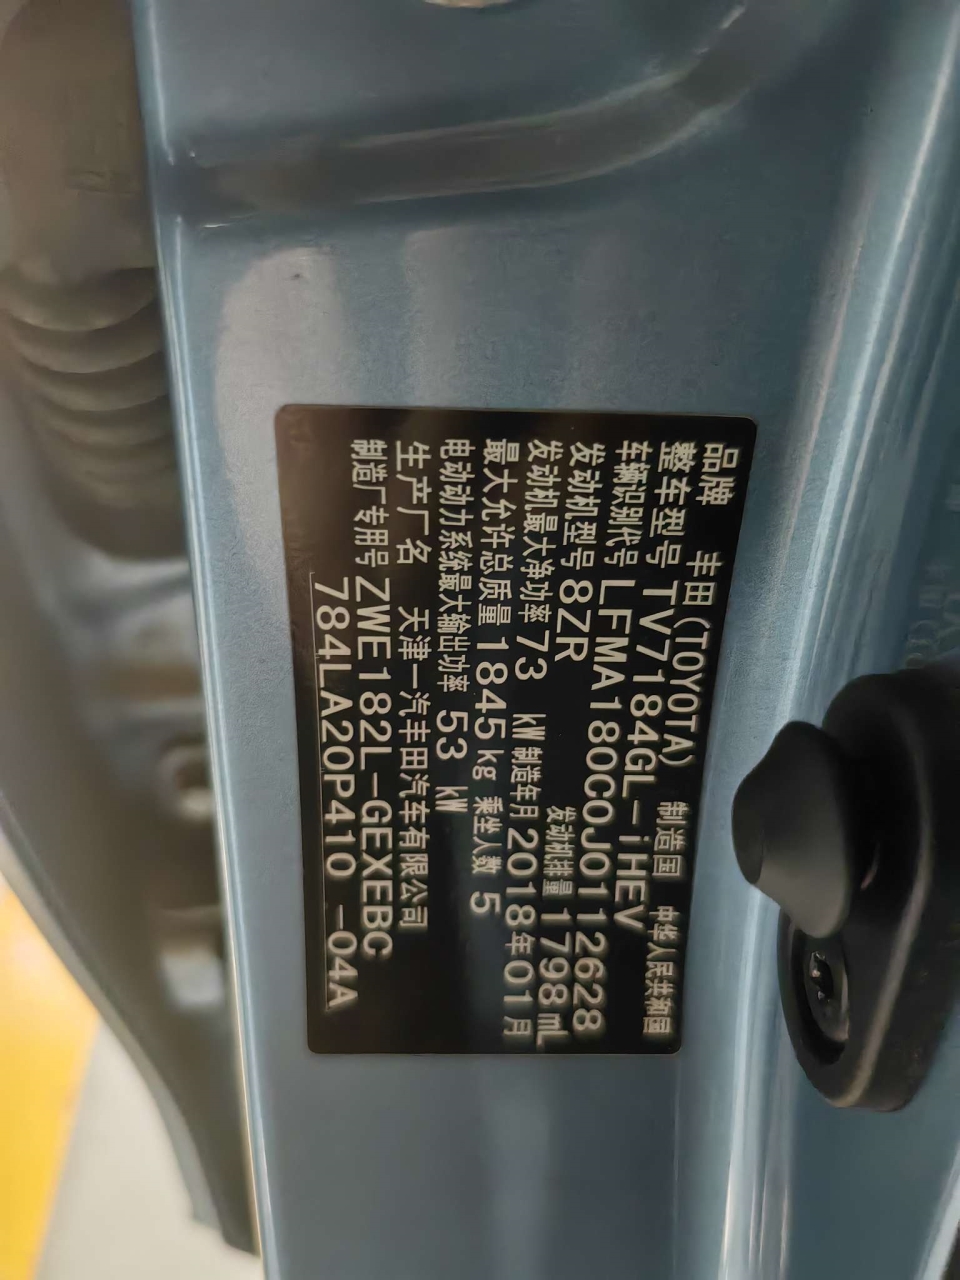 品牌 丰田(TOYOTA) 制造国 中华人民共和国
整车型号 TV7184GL-iHEV
车辆识别代号 LFMA180C0J0112628
发动机型号 8ZR 发动机排量 1798mL
发动机最大净功率 73 kW 制造年月 2018年01月
最大允许总质量 1845kg 乘坐人数 5
电动动力系统最大输出功率 53 kW
生产厂名 天津一汽丰田汽车有限公司
制造厂专用号 ZWE182L-GEXEBC
784LA20P410 -04A